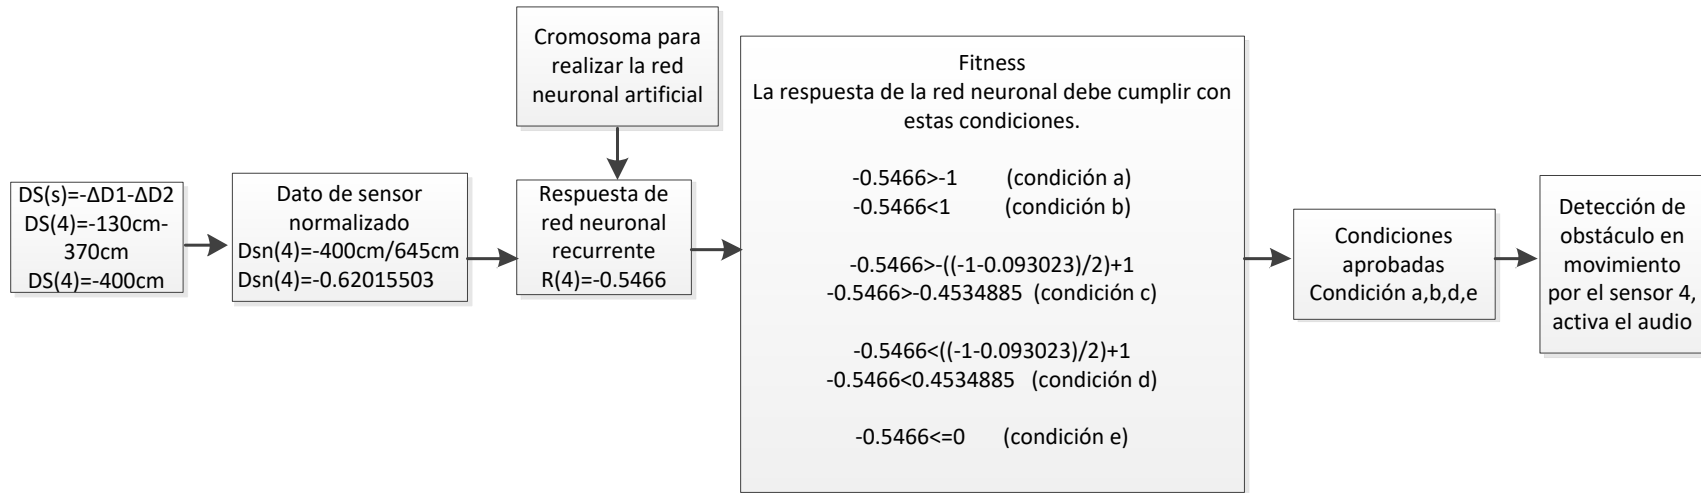 Cromosoma para
realizar la red
neuronal artificial
DS(s)=-ΔD1-ΔD2
DS(4)=-130cm-
370cm
DS(4)=-400cm
Dato de sensor
normalizado
Dsn(4)=-400cm/645cm
Dsn(4)=-0.62015503
Respuesta de
red neuronal
recurrente
R(4)=-0.5466
Fitness
La respuesta de la red neuronal debe cumplir con
estas condiciones.
-0.5466>-1 (condición a)
-0.5466<1 (condición b)
-0.5466>-((-1-0.093023)/2)+1
-0.5466>-0.4534885 (condición c)
-0.5466<((-1-0.093023)/2)+1
-0.5466<0.4534885 (condición d)
-0.5466<=0 (condición e)
Condiciones
aprobadas
Condición a,b,d,e
Detección de
obstáculo en
movimiento
por el sensor 4,
activa el audio